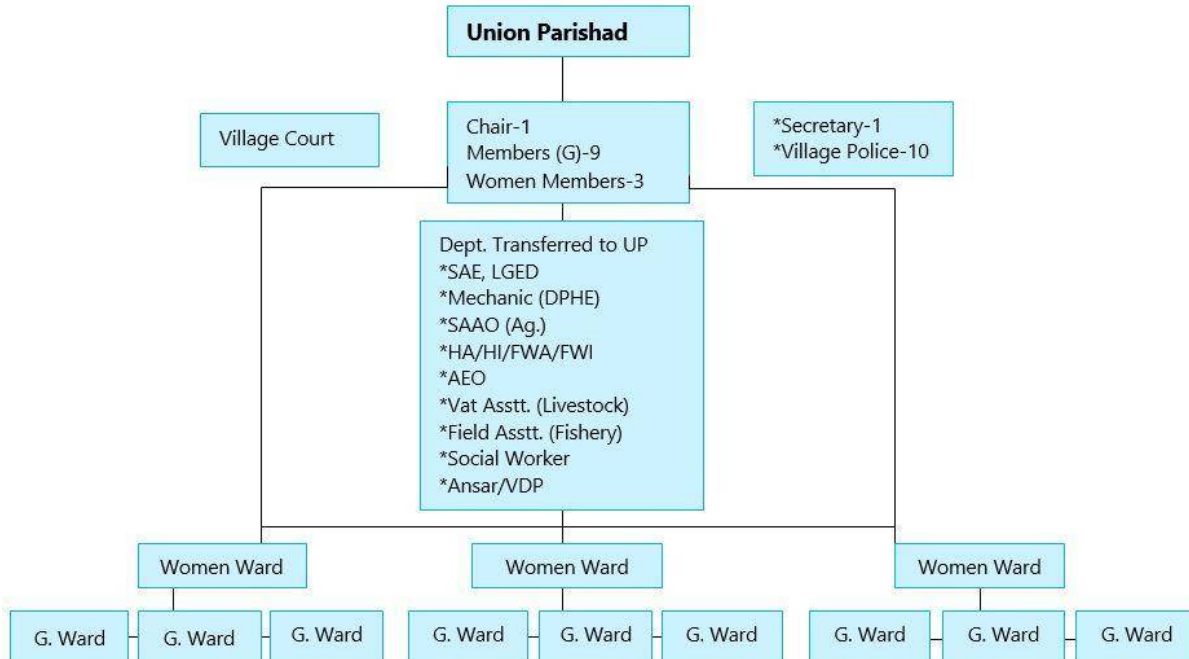 Union Parishad
Village Court
Chair-1
Members (G)-9
Women Members-3
*Secretary-1
*Village Police-10
Dept. Transferred to UP
*SAE, LGED
*Mechanic (DPHE)
*SAAO (Ag.)
*HA/HI/FWA/FWI
*AEO
*Vat Asstt. (Livestock)
*Field Asstt. (Fishery)
*Social Worker
*Ansar/VDP
Women Ward
Women Ward
Women Ward
G. Ward
G. Ward
G. Ward
G. Ward
G. Ward
G. Ward
G. Ward
G. Ward
G. Ward